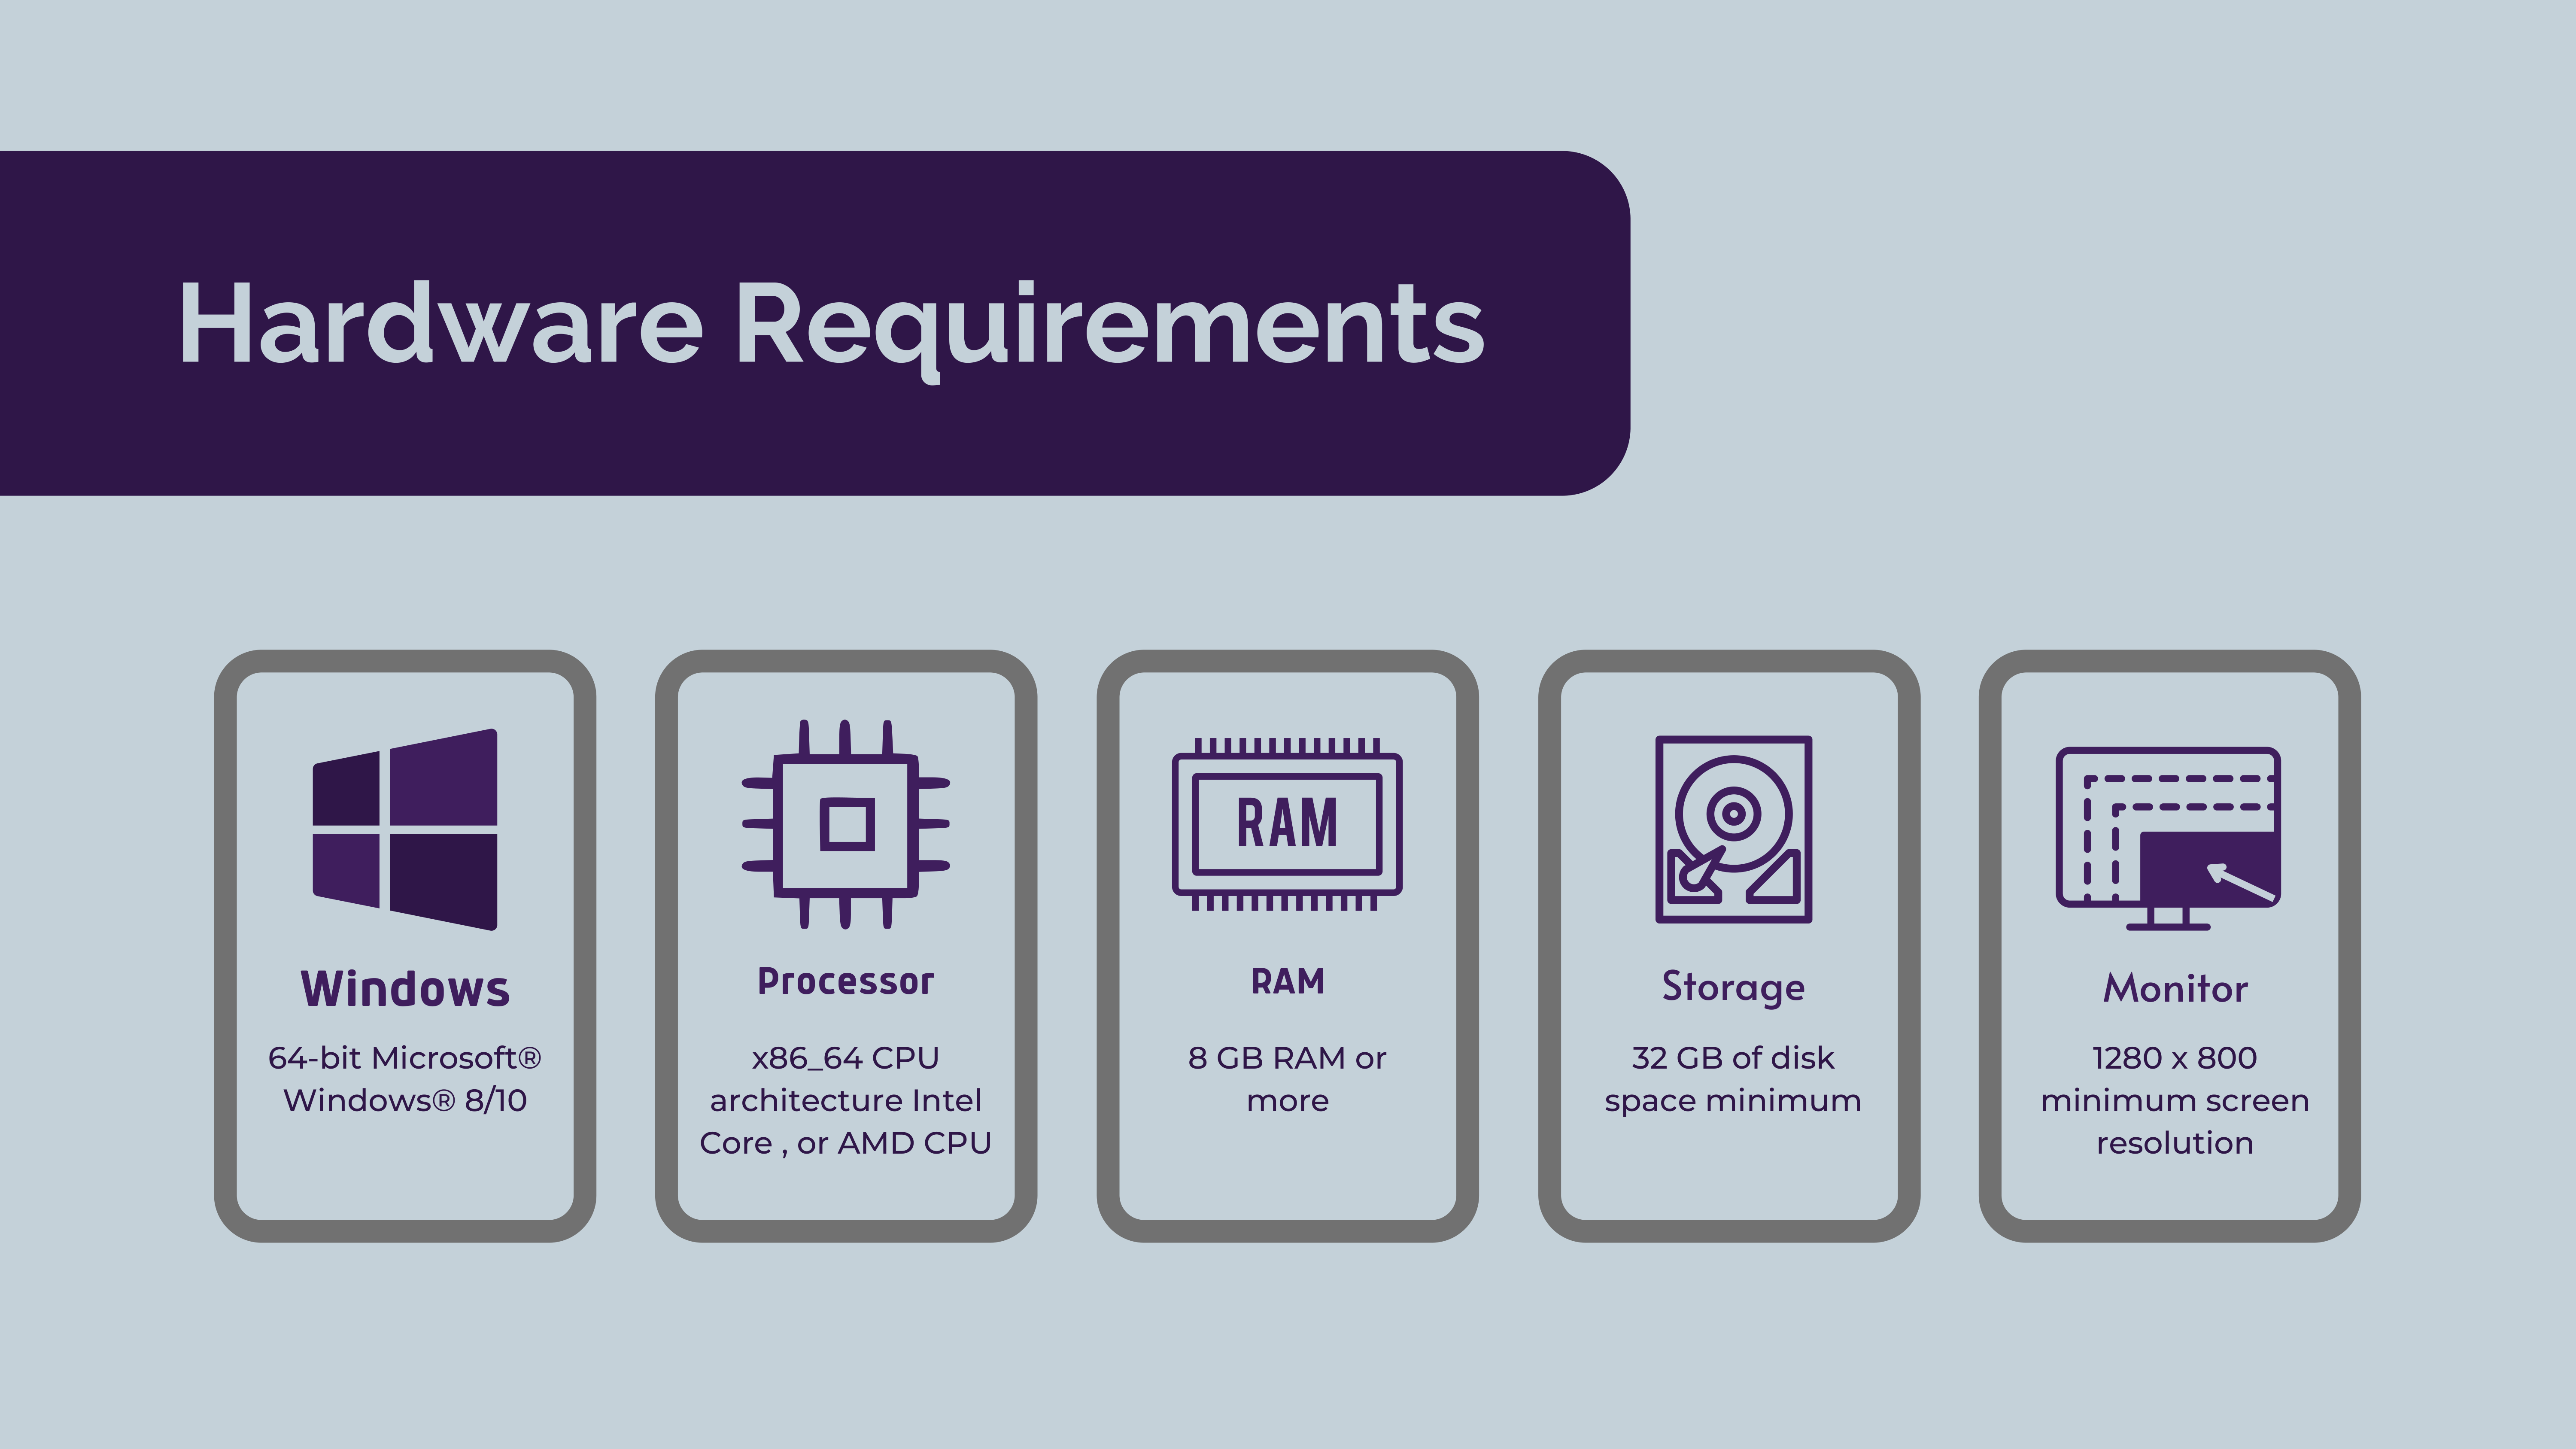 Hardware Requirements
Windows
64-bit Microsoft®
Windows® 8/10
Processor
x86_64 CPU
architecture Intel
Core , or AMD CPU
RAM
RAM
8 GB RAM or
more
Storage
32 GB of disk
space minimum
Monitor
1280 x 800
minimum screen
resolution